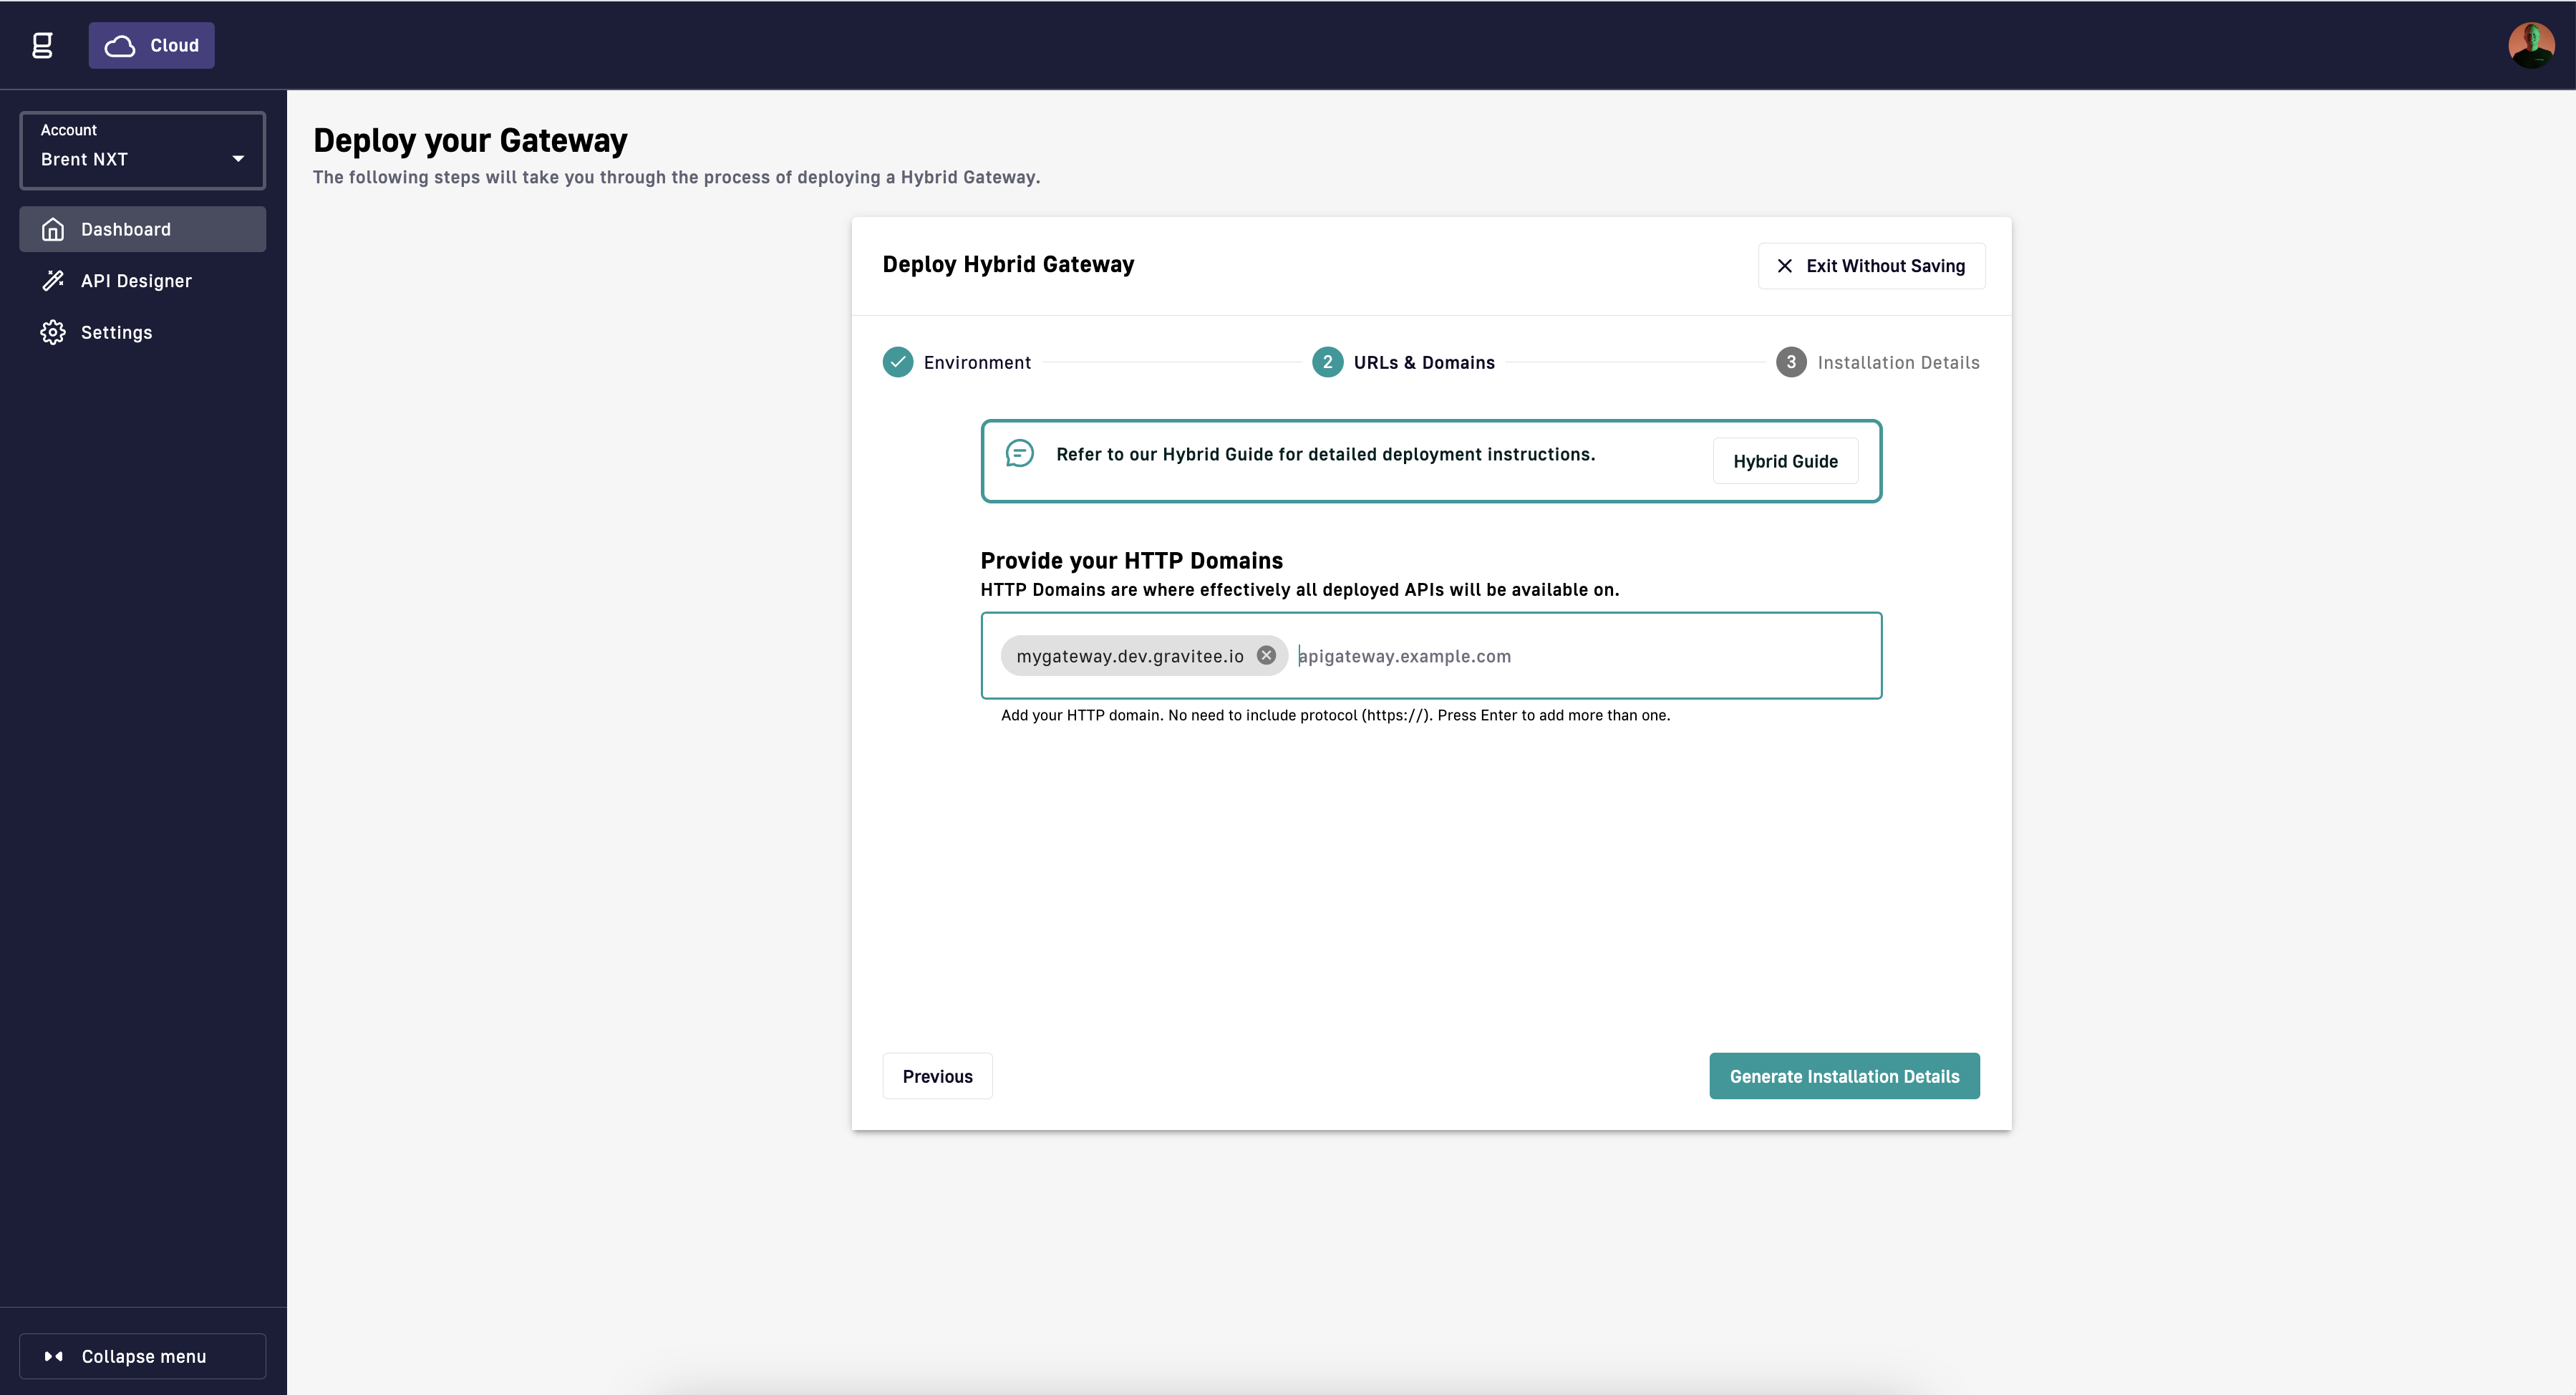 Cloud
Account
Brent NXT
Dashboard
API Designer
Settings
Collapse menu
Deploy your Gateway
The following steps will take you through the process of deploying a Hybrid Gateway.
Deploy Hybrid Gateway
Exit Without Saving
Environment
2 URLs & Domains
3 Installation Details
Refer to our Hybrid Guide for detailed deployment instructions.
Hybrid Guide
Provide your HTTP Domains
HTTP Domains are where effectively all deployed APIs will be available on.
mygateway.dev.gravitee.io apigateway.example.com
Add your HTTP domain. No need to include protocol (https://). Press Enter to add more than one.
Previous
Generate Installation Details